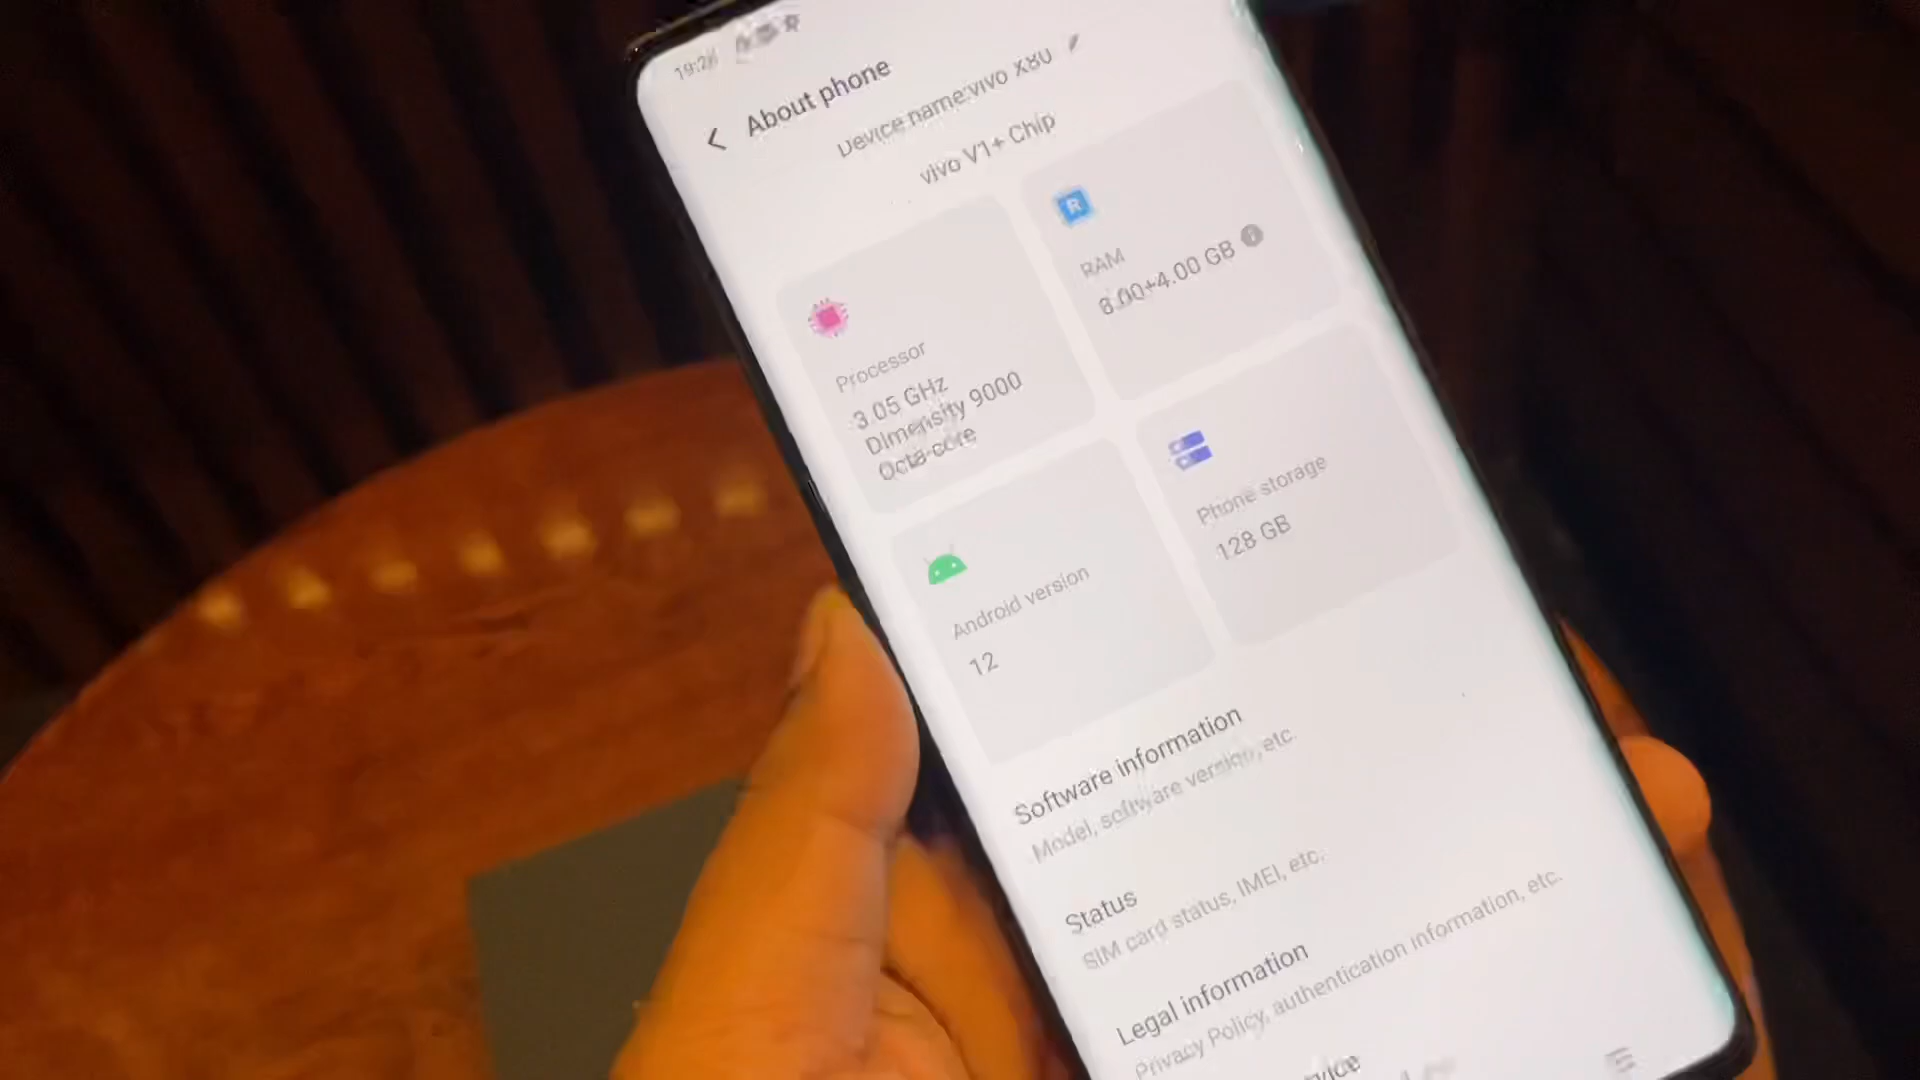 About phone
Device name:vivo X80
vivo V1+ Chip
Processor
3.05 GHz
Dimensity 9000
Octa-core
R
RAM
8.00+4.00 GB
Android version
12
Phone storage
128 GB
Software information
Model, software version, etc.
Status
SIM card status, IMEI, etc.
Legal information
Privacy Policy, authentication information, etc.